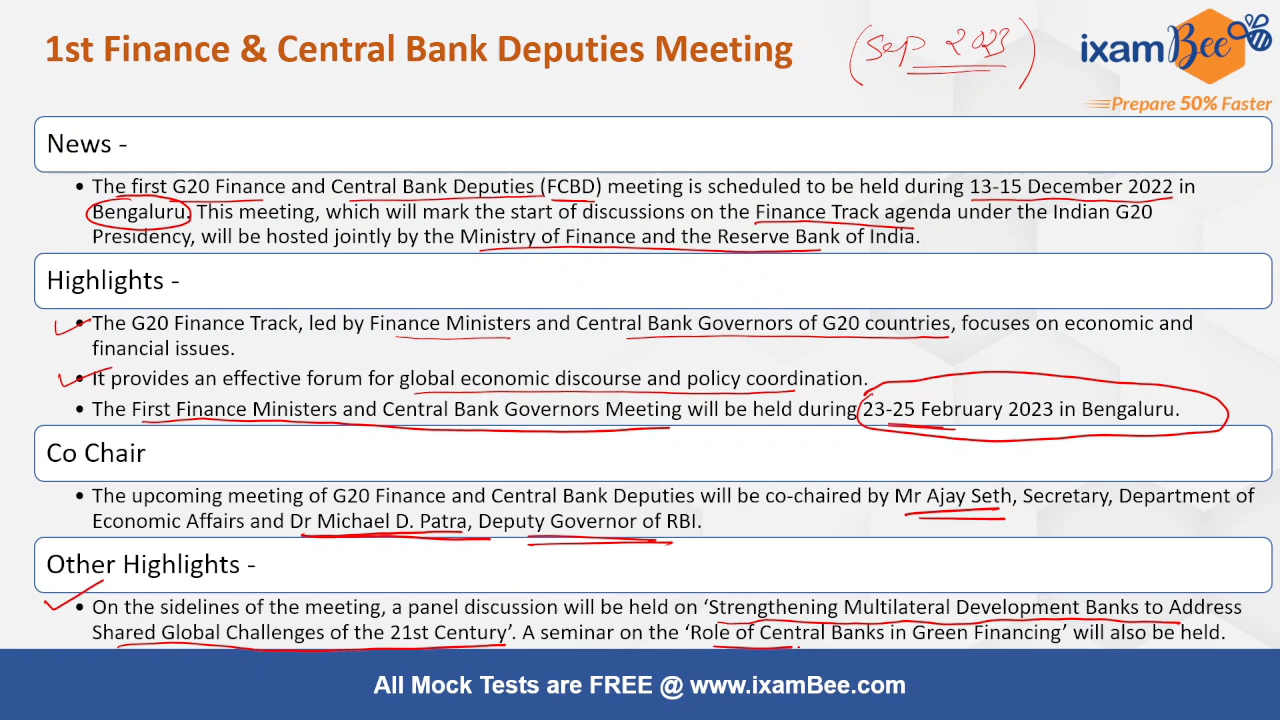 1st Finance & Central Bank Deputies Meeting
(Sep 2023)
ixamBee
Prepare 50% Faster
News -
• The first G20 Finance and Central Bank Deputies (FCBD) meeting is scheduled to be held during 13-15 December 2022 in
Bengaluru. This meeting, which will mark the start of discussions on the Finance Track agenda under the Indian G20
Presidency, will be hosted jointly by the Ministry of Finance and the Reserve Bank of India.
Highlights -
• The G20 Finance Track, led by Finance Ministers and Central Bank Governors of G20 countries, focuses on economic and
financial issues.
• It provides an effective forum for global economic discourse and policy coordination.
• The First Finance Ministers and Central Bank Governors Meeting will be held during 23-25 February 2023 in Bengaluru.
Co Chair
• The upcoming meeting of G20 Finance and Central Bank Deputies will be co-chaired by Mr Ajay Seth, Secretary, Department of
Economic Affairs and Dr Michael D. Patra, Deputy Governor of RBI.
Other Highlights -
• On the sidelines of the meeting, a panel discussion will be held on ‘Strengthening Multilateral Development Banks to Address
Shared Global Challenges of the 21st Century’. A seminar on the ‘Role of Central Banks in Green Financing’ will also be held.
All Mock Tests are FREE @ www.ixamBee.com